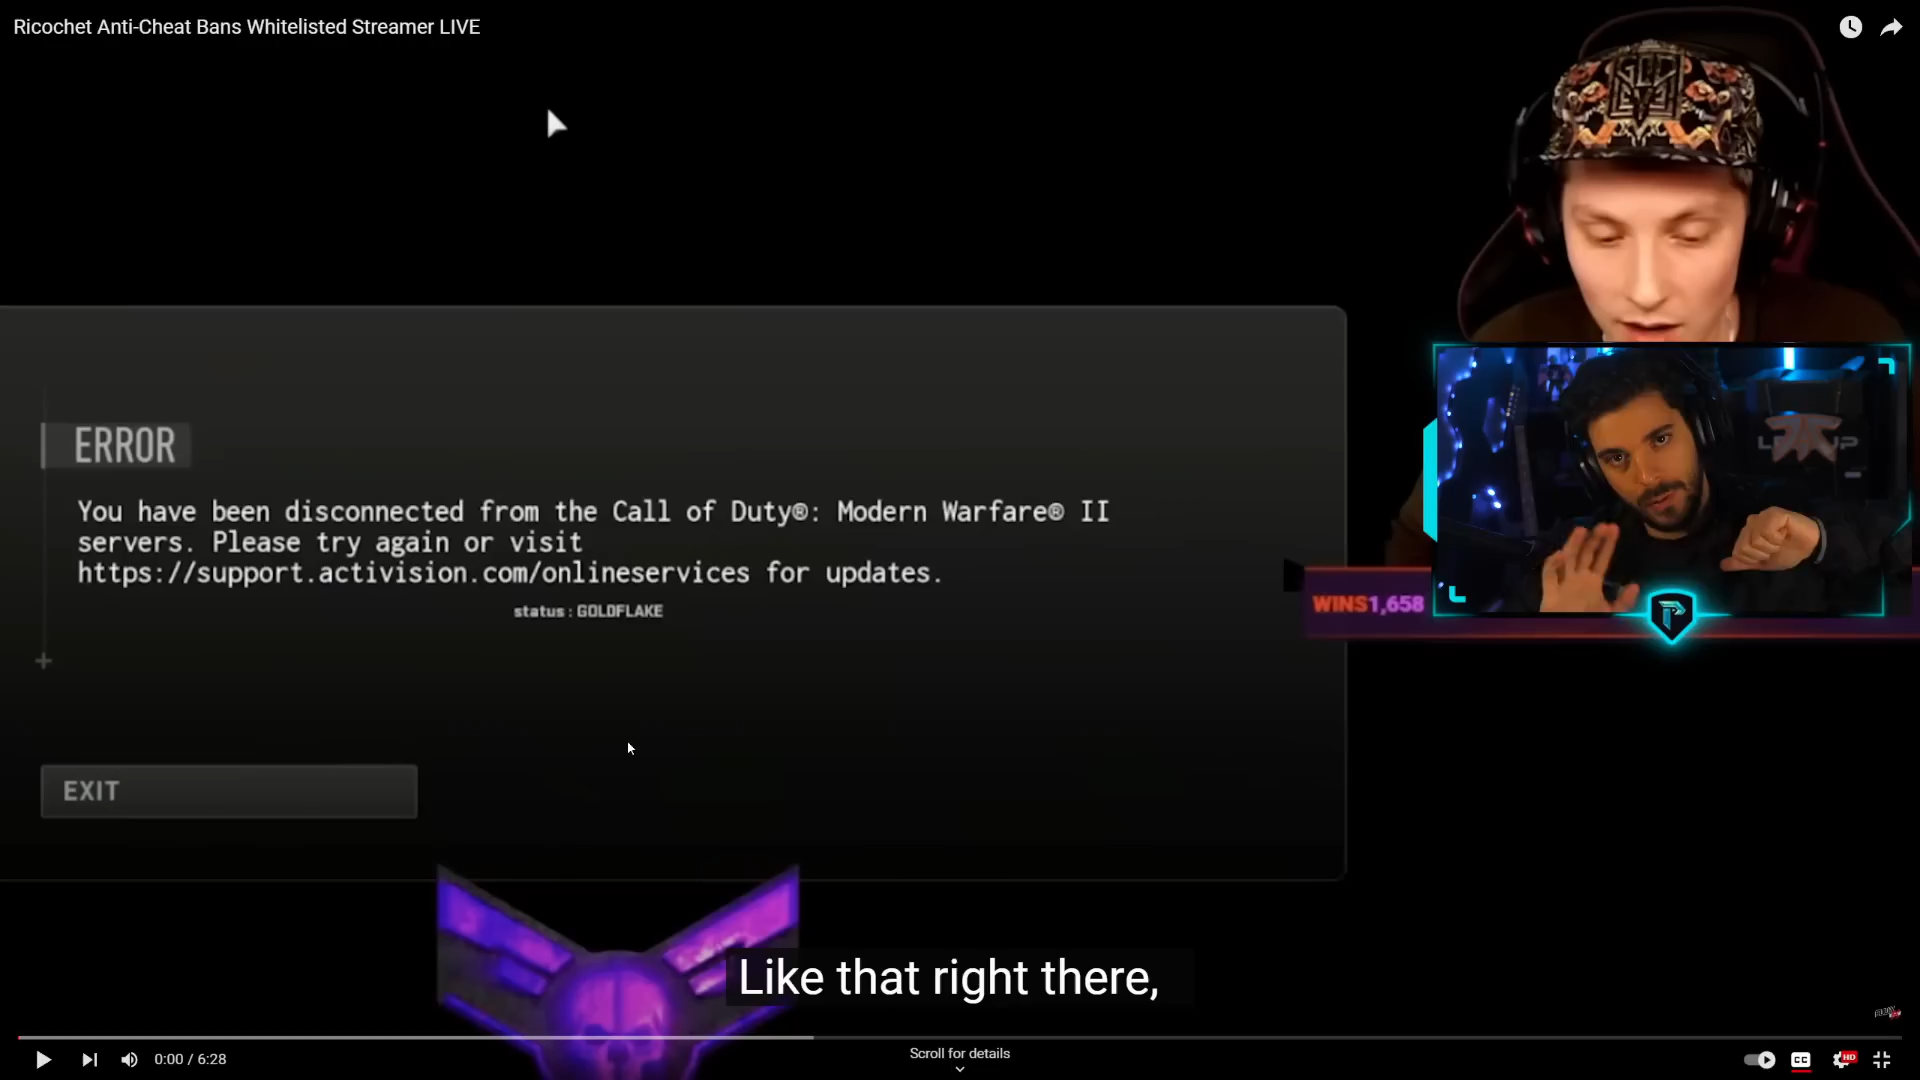 Ricochet Anti-Cheat Bans Whitelisted Streamer LIVE
ERROR
You have been disconnected from the Call of Duty®: Modern Warfare® II
servers. Please try again or visit
https://support.activision.com/onlineservices for updates.
status : GOLDFLAKE
WINS1,658
EXIT
Like that right there,
0:00 / 6:28
Scroll for details
CC
HD